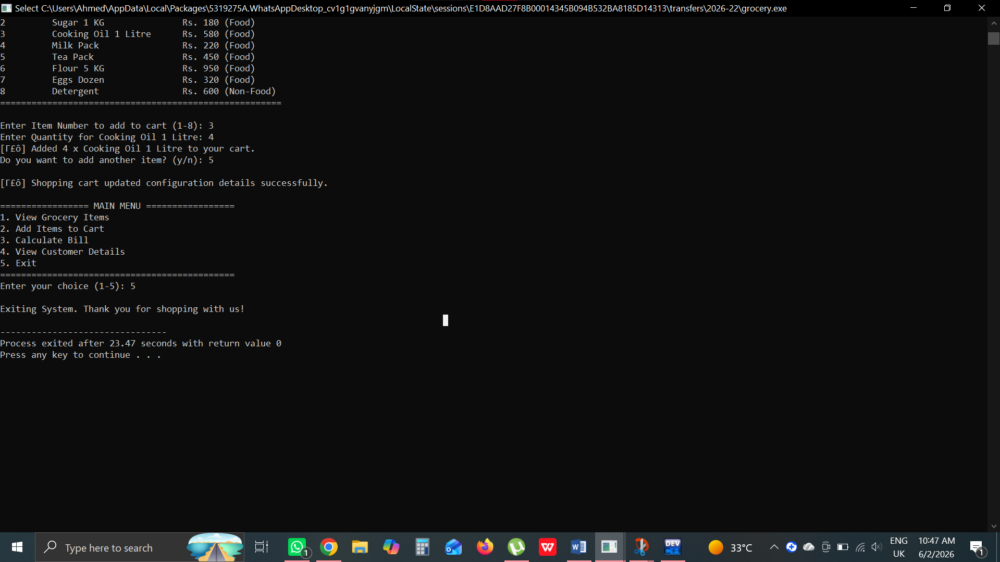 Select C:\Users\Ahmed\AppData\Local\Packages\5319275A.WhatsAppDesktop_cv1g1gvanyjgm\LocalState\sessions\E1D8AAD27F8B00014345B094B532BA8185D14313\transfers\2026-22\grocery.exe
2 Sugar 1 KG Rs. 180 (Food)
3 Cooking Oil 1 Litre Rs. 580 (Food)
4 Milk Pack Rs. 220 (Food)
5 Tea Pack Rs. 450 (Food)
6 Flour 5 KG Rs. 950 (Food)
7 Eggs Dozen Rs. 320 (Food)
8 Detergent Rs. 600 (Non-Food)
======================================================
Enter Item Number to add to cart (1-8): 3
Enter Quantity for Cooking Oil 1 Litre: 4
[Γ£ô] Added 4 x Cooking Oil 1 Litre to your cart.
Do you want to add another item? (y/n): 5
[Γ£ô] Shopping cart updated configuration details successfully.
================= MAIN MENU =================
1. View Grocery Items
2. Add Items to Cart
3. Calculate Bill
4. View Customer Details
5. Exit
=============================================
Enter your choice (1-5): 5
Exiting System. Thank you for shopping with us!
--------------------------------
Process exited after 23.47 seconds with return value 0
Press any key to continue . . .
Type here to search
1
W
W
DEV
C++
33°C
ENG
UK
10:47 AM
6/2/2026
1